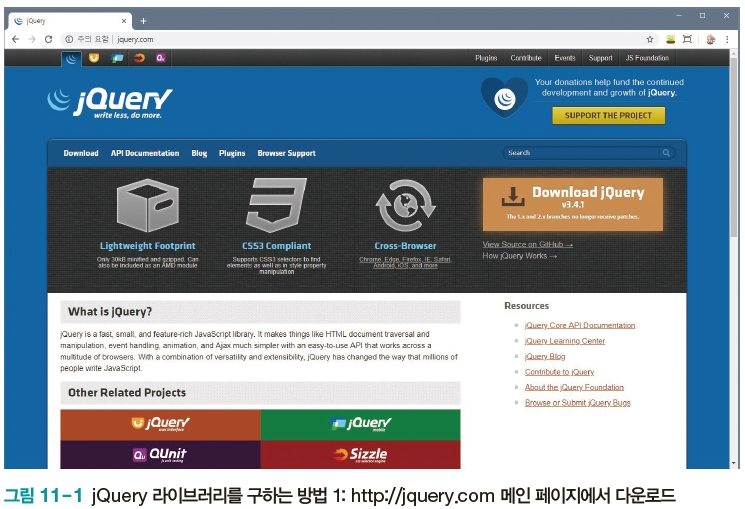 jQuery
주의 요함 | jquery.com
Plugins Contribute Events Support JS Foundation
jQuery
write less, do more.
Your donations help fund the continued
development and growth of jQuery.
SUPPORT THE PROJECT
Download API Documentation Blog Plugins Browser Support
Search
Lightweight Footprint
Only 30kB minified and gzipped. Can
also be included as an AMD module
CSS3 Compliant
Supports CSS3 selectors to find
elements as well as in style property
manipulation
Cross-Browser
Chrome, Edge, Firefox, IE, Safari,
Android, iOS, and more
Download jQuery
v3.4.1
The 1.x and 2.x branches no longer receive patches.
View Source on GitHub →
How jQuery Works →
What is jQuery?
jQuery is a fast, small, and feature-rich JavaScript library. It makes things like HTML document traversal and
manipulation, event handling, animation, and Ajax much simpler with an easy-to-use API that works across a
multitude of browsers. With a combination of versatility and extensibility, jQuery has changed the way that millions of
people write JavaScript.
Other Related Projects
jQuery
user interface
jQuery
mobile
QUnit
js unit testing
Sizzle
css selector engine
Resources
jQuery Core API Documentation
jQuery Learning Center
jQuery Blog
Contribute to jQuery
About the jQuery Foundation
Browse or Submit jQuery Bugs
그림 11-1 jQuery 라이브러리를 구하는 방법 1: http://jquery.com 메인 페이지에서 다운로드